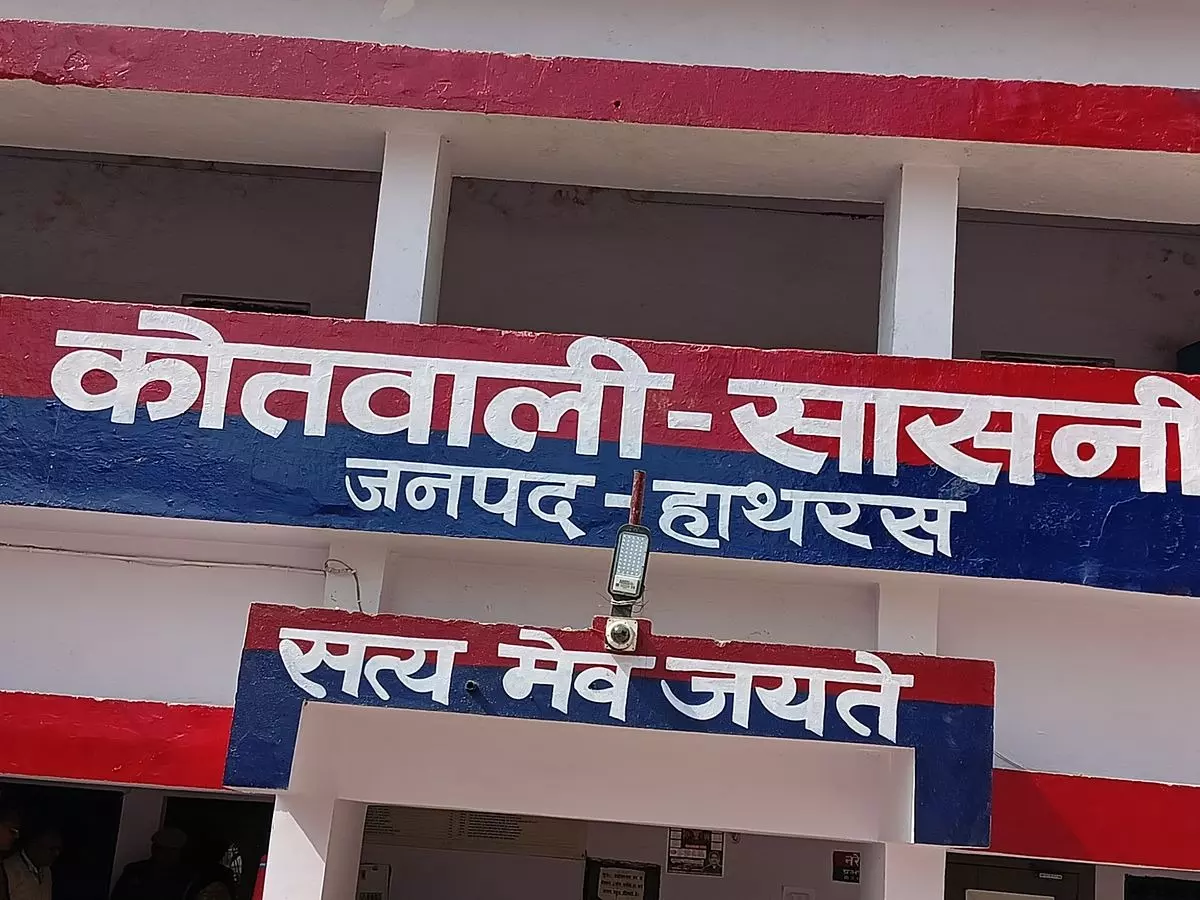 कोतवाली-सासनी
जनपद-हाथरस
सत्य मेव जयते